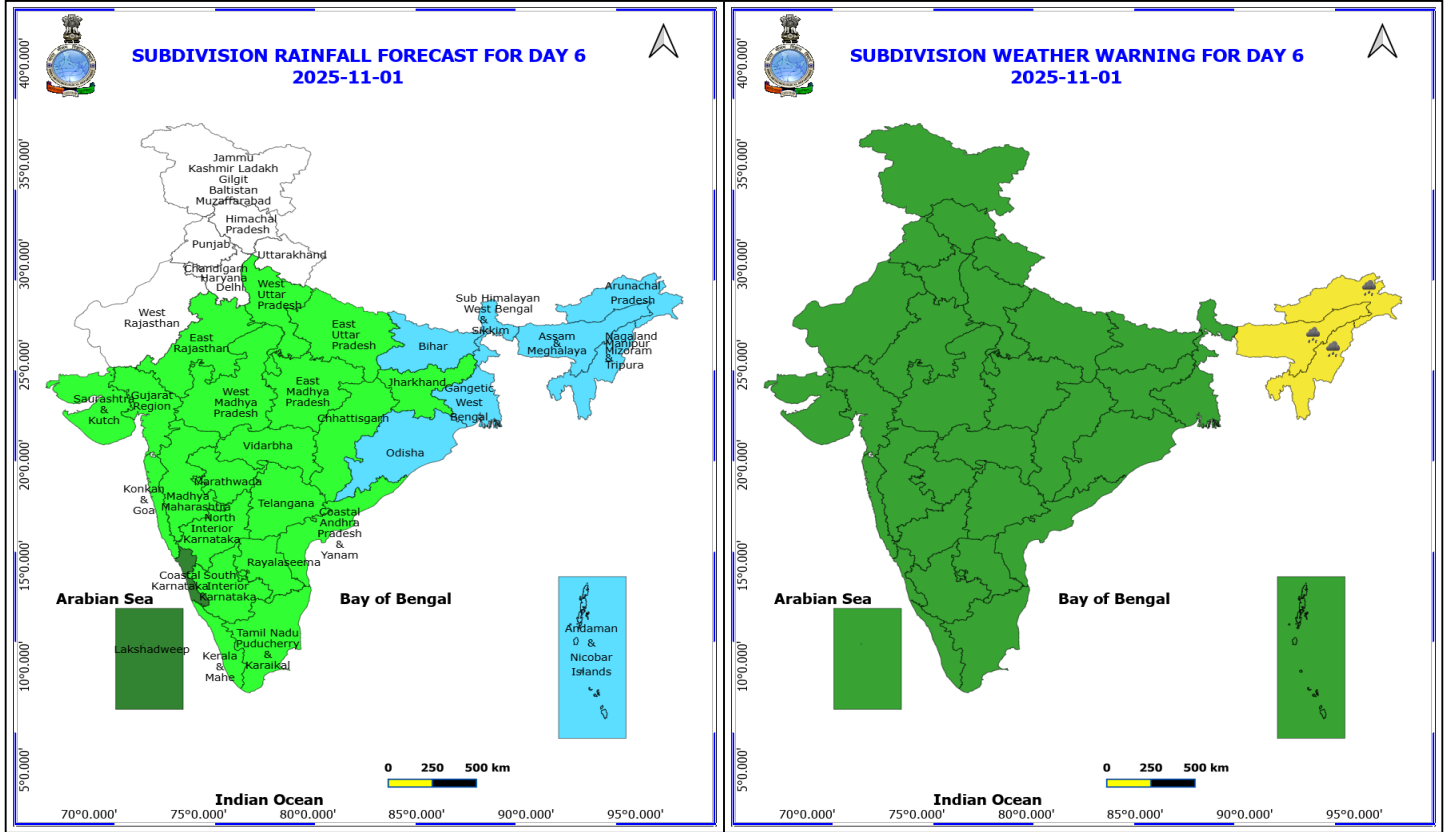 SUBDIVISION RAINFALL FORECAST FOR DAY 6
2025-11-01
40°0.000'
35°0.000'
30°0.000'
25°0.000'
20°0.000'
15°0.000'
10°0.000'
5°0.000'
Jammu
Kashmir Ladakh
Gilgit
Baltistan
Muzaffarabad
Himachal
Pradesh
Punjab
Uttarakhand
Chandigarh
Haryana
Delhi
West
Uttar
Pradesh
West
Rajasthan
East
Rajasthan
East
Uttar
Pradesh
Bihar
Sub Himalayan
West Bengal
&
Sikkim
Arunachal
Pradesh
Assam
&
Meghalaya
Nagaland
Manipur
Mizoram
&
Tripura
Saurashtra
&
Kutch
Gujarat
Region
West
Madhya
Pradesh
East
Madhya
Pradesh
Jharkhand
Gangetic
West
Bengal
Chhattisgarh
Vidarbha
Odisha
Konkan
&
Goa
Marathwada
Madhya
Maharashtra
Telangana
North
Interior
Karnataka
Coastal
Andhra
Pradesh
&
Yanam
Rayalaseema
Coastal
Karnataka
South
Interior
Karnataka
Arabian Sea
Bay of Bengal
Lakshadweep
Tamil Nadu
Puducherry
&
Karaikal
Kerala
&
Mahe
Andaman
&
Nicobar
Islands
0 250 500 km
Indian Ocean
70°0.000' 75°0.000' 80°0.000' 85°0.000' 90°0.000' 95°0.000'
SUBDIVISION WEATHER WARNING FOR DAY 6
2025-11-01
40°0.000'
35°0.000'
30°0.000'
25°0.000'
20°0.000'
15°0.000'
10°0.000'
5°0.000'
Arabian Sea
Bay of Bengal
0 250 500 km
Indian Ocean
70°0.000' 75°0.000' 80°0.000' 85°0.000' 90°0.000' 95°0.000'